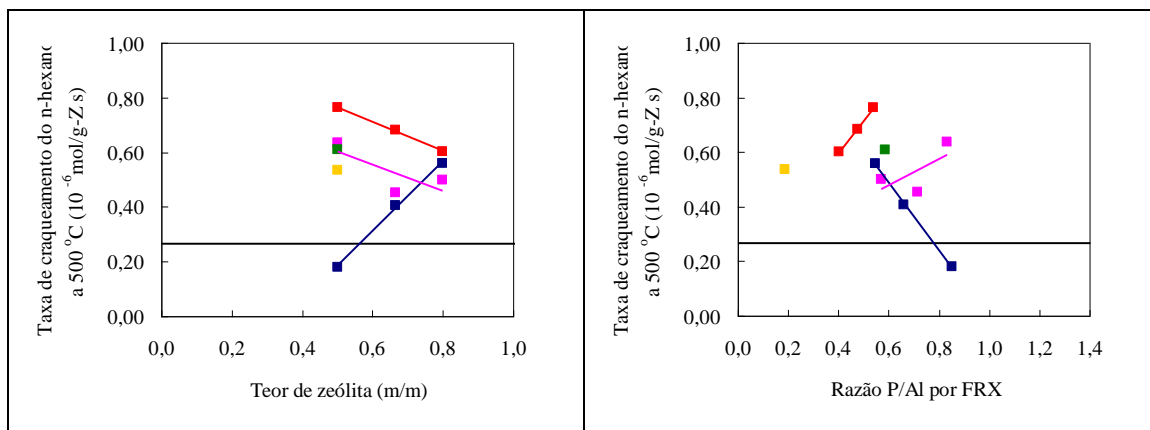 Taxa de craqueamento do n-hexano
a 500 °C (10 -6 mol/g-Z s)
1,00
0,80
0,60
0,40
0,20
0,00
0,0 0,2 0,4 0,6 0,8 1,0
Teor de zeólita (m/m)
Taxa de craqueamento do n-hexano
a 500 °C (10 -6 mol/g-Z s)
1,00
0,80
0,60
0,40
0,20
0,00
0,0 0,2 0,4 0,6 0,8 1,0 1,2 1,4
Razão P/Al por FRX